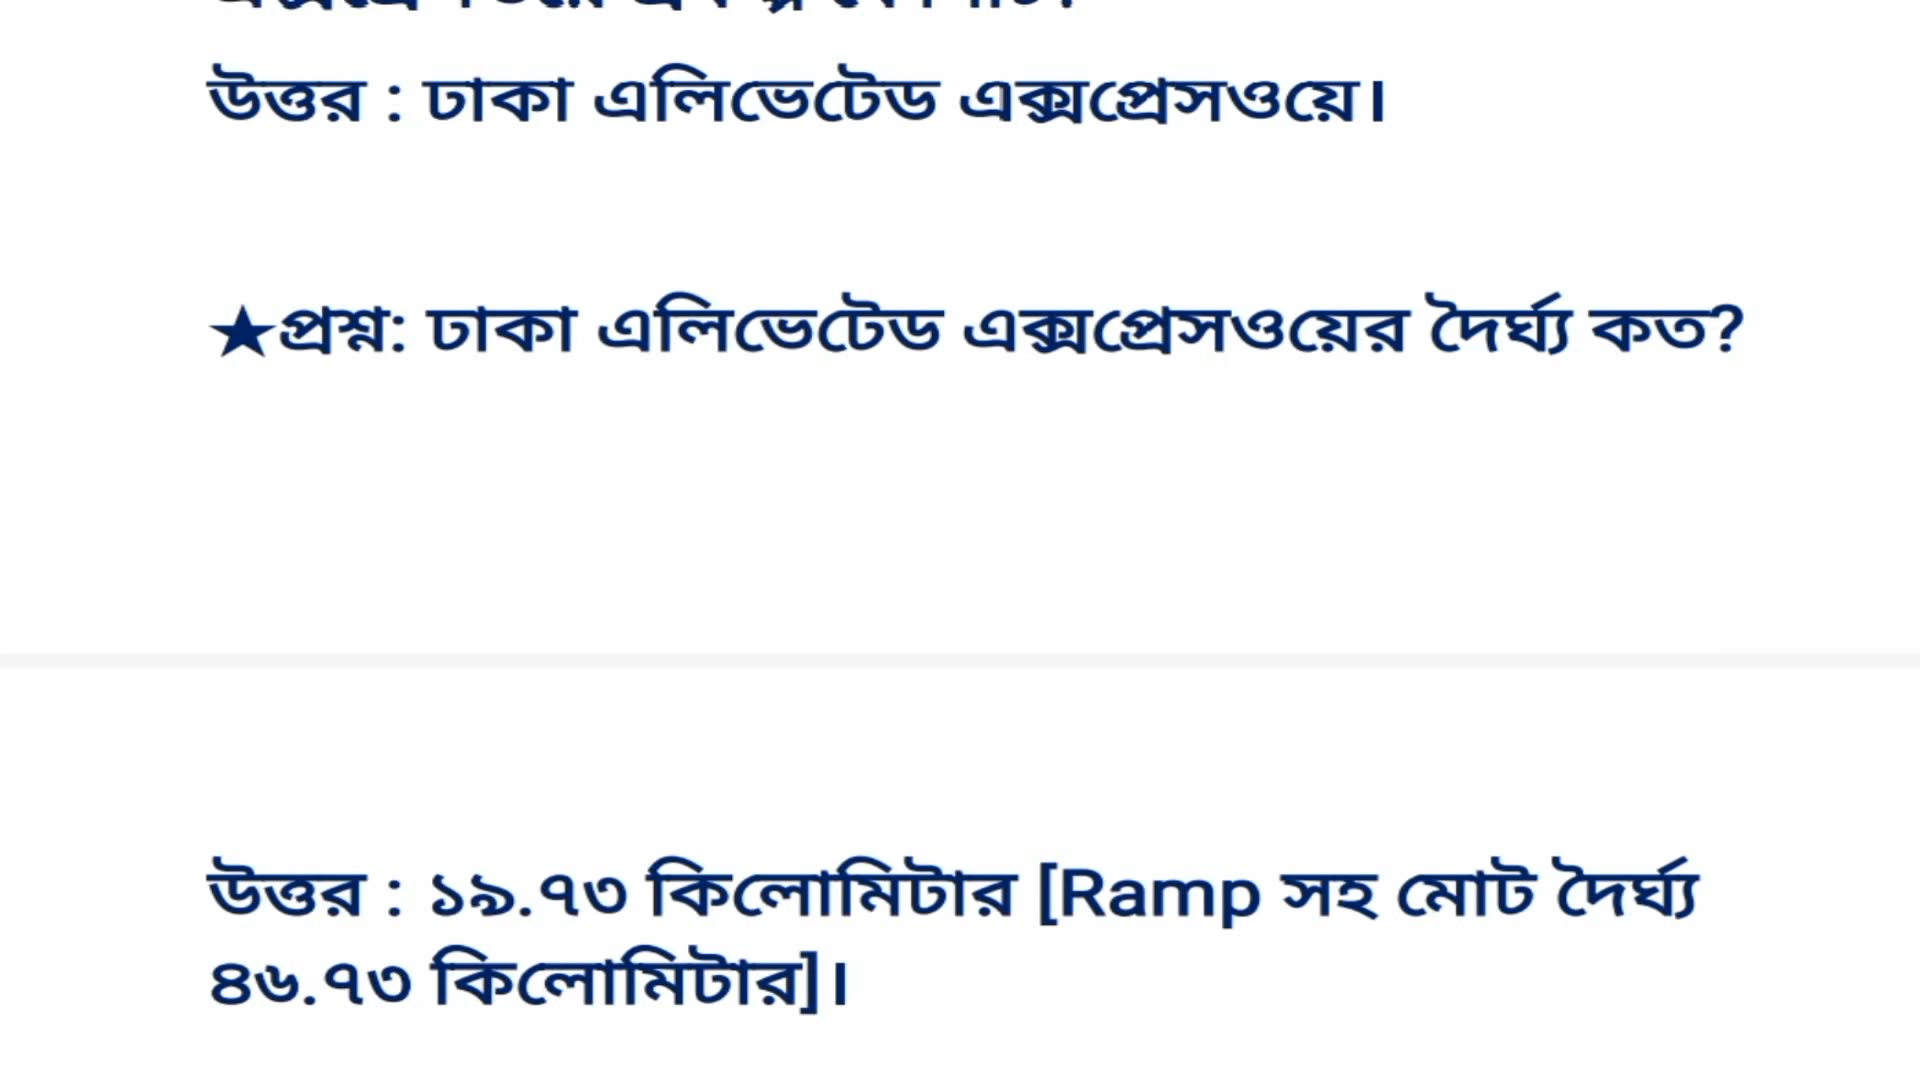 উত্তর : ঢাকা এলিভেটেড এক্সপ্রেসওয়ে।
★প্রশ্ন: ঢাকা এলিভেটেড এক্সপ্রেসওয়ের দৈর্ঘ্য কত?
উত্তর : ১৯.৭৩ কিলোমিটার [Ramp সহ মোট দৈর্ঘ্য
৪৬.৭৩ কিলোমিটার]।